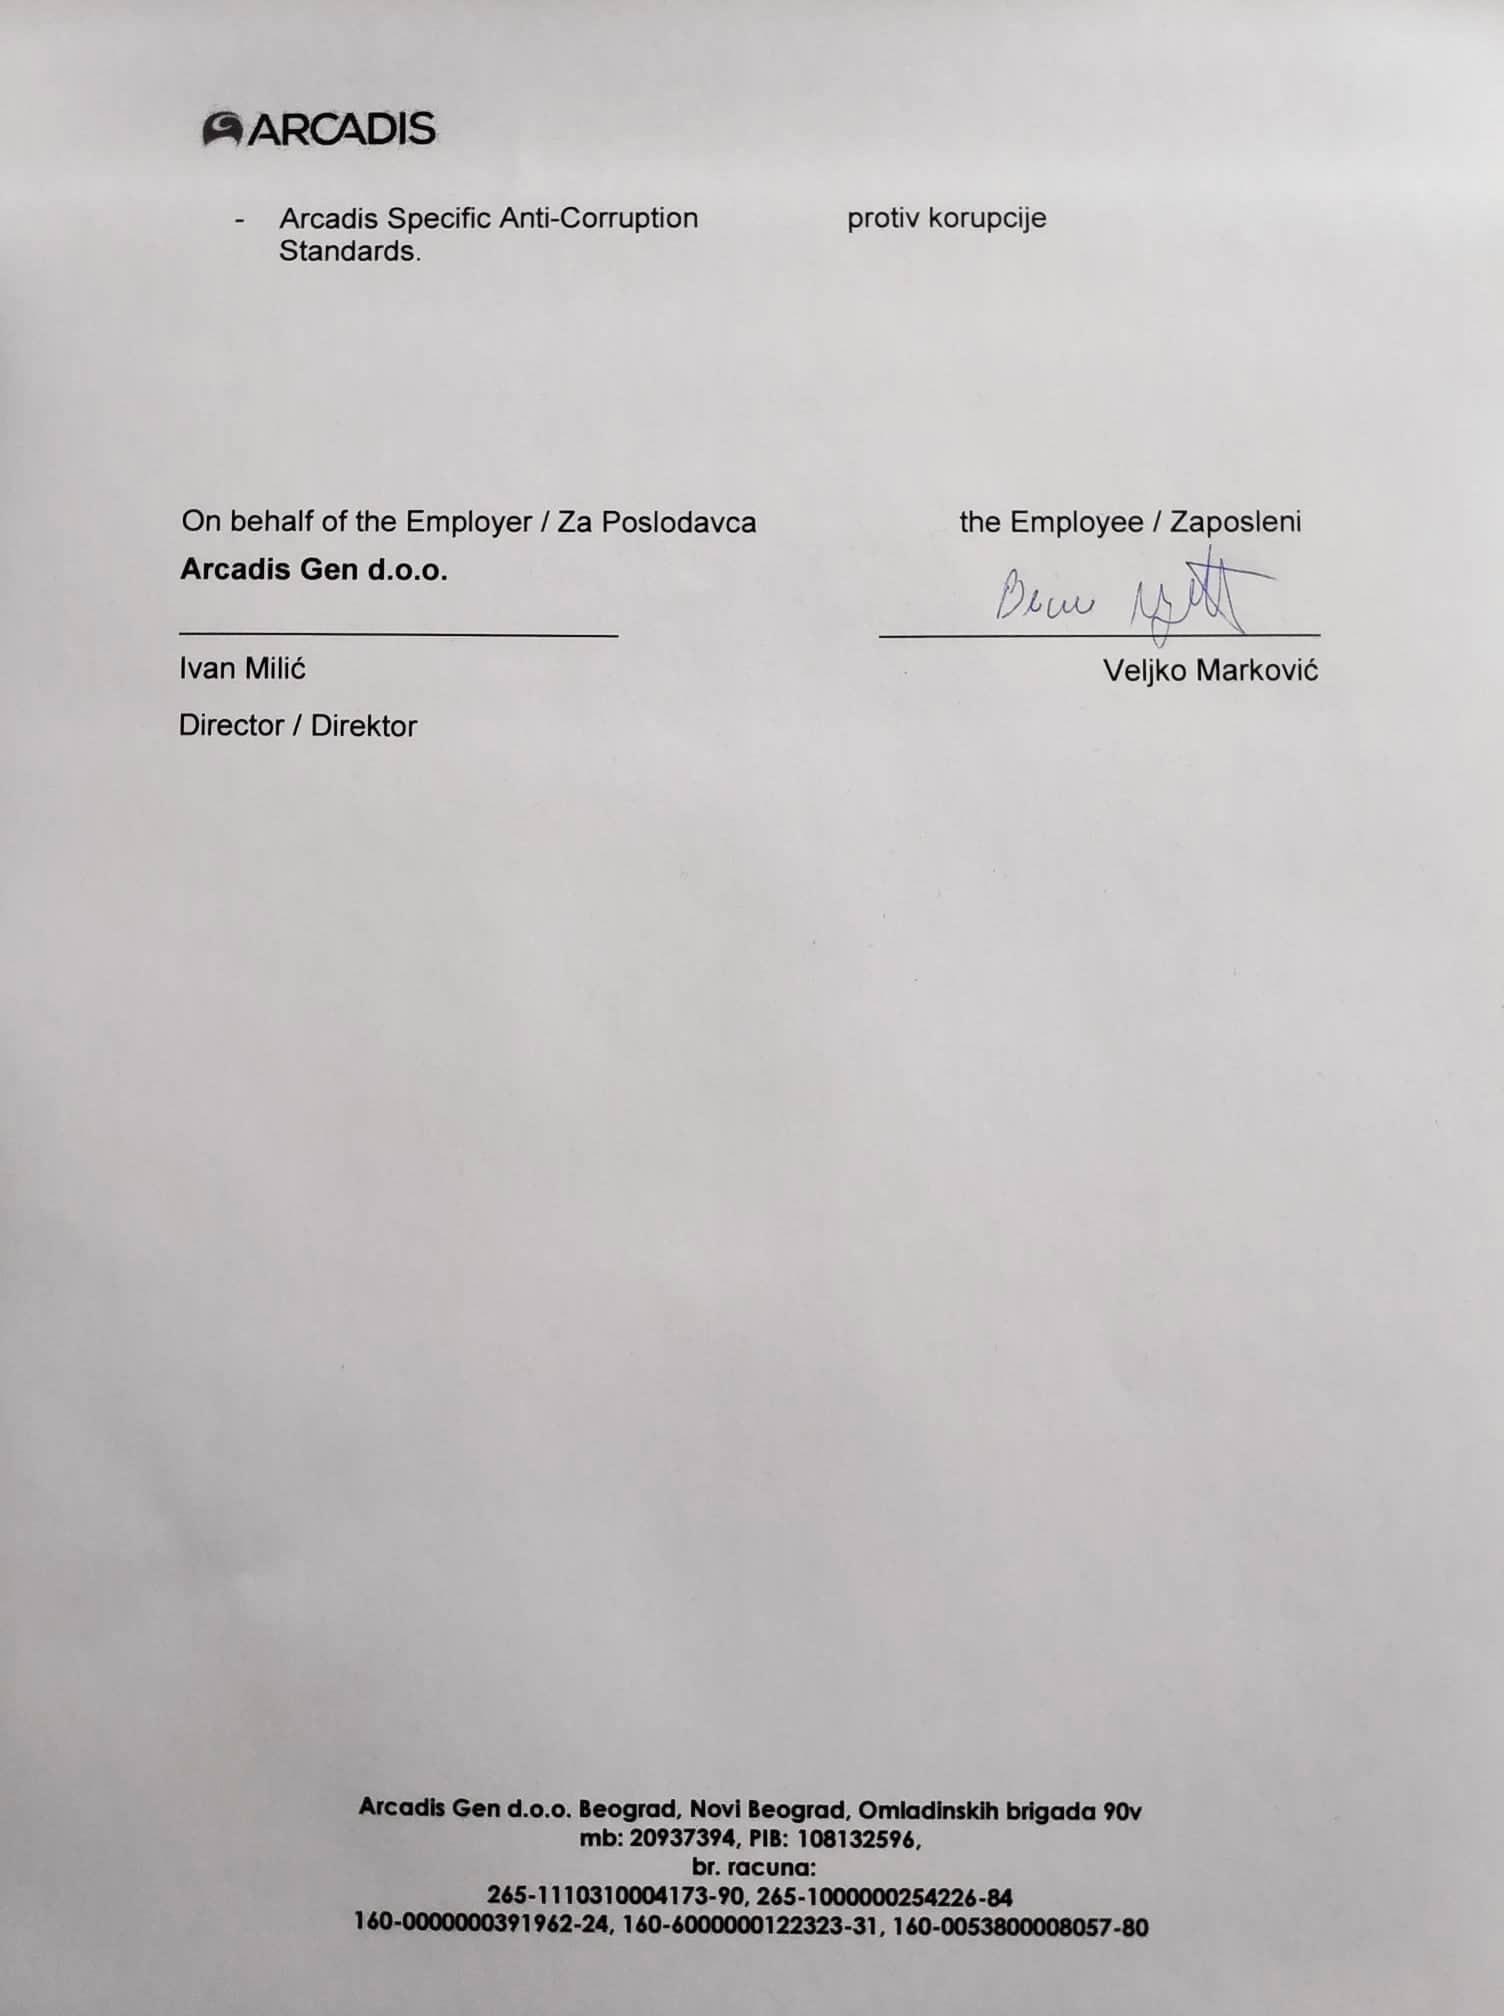 ARCADIS
- Arcadis Specific Anti-Corruption
Standards.
protiv korupcije
On behalf of the Employer / Za Poslodavca
Arcadis Gen d.o.o.
Ivan Milić
Director / Direktor
the Employee / Zaposleni
Veljko Marković
Arcadis Gen d.o.o. Beograd, Novi Beograd, Omladinskih brigada 90v
mb: 20937394, PIB: 108132596,
br. racuna:
265-1110310004173-90, 265-1000000254226-84
160-0000000391962-24, 160-6000000122323-31, 160-0053800008057-80